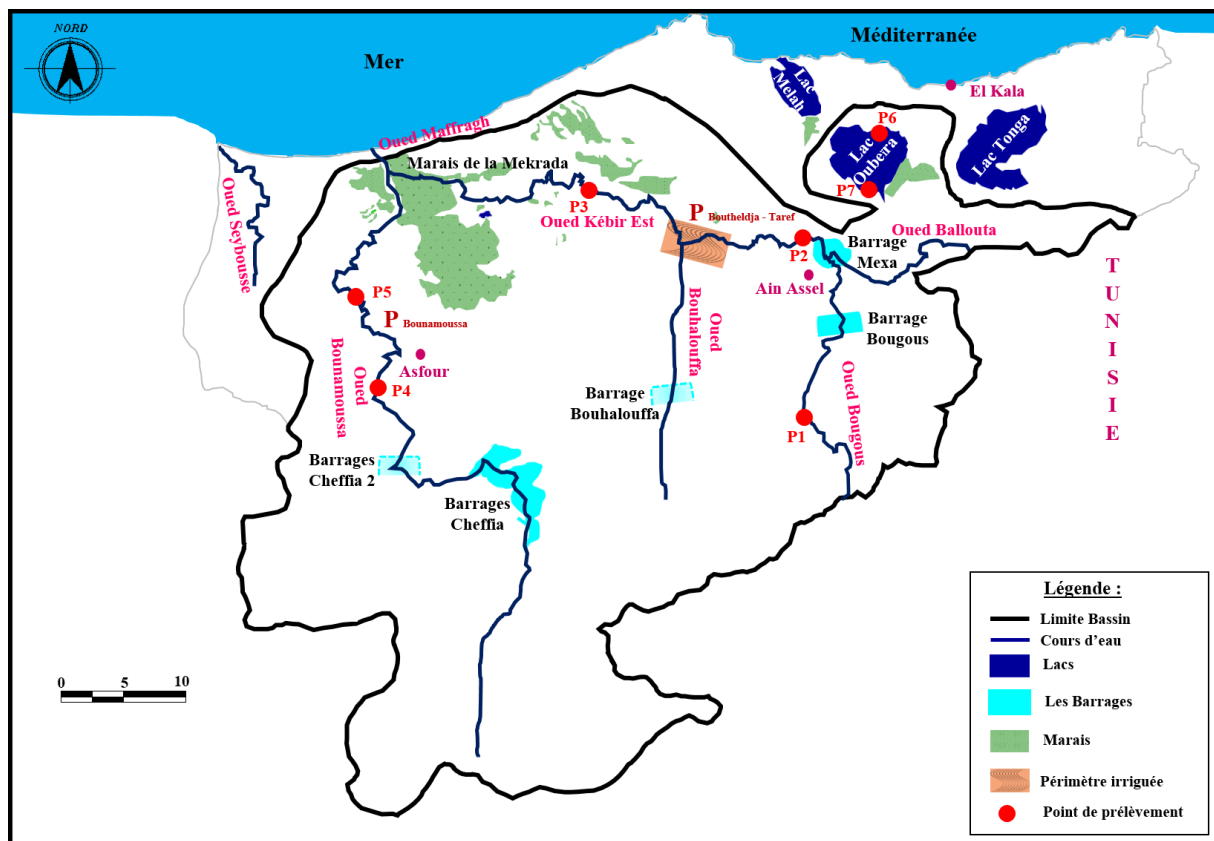 NORD
Mer
Méditerranée
El Kala
Lac
Melah
P6
Lac
Oubeira
P7
Lac Tonga
Oued Maffragh
Marais de la Mekrada
Oued Seybousse
P3
Oued Kébir Est
P Boutheldja - Taref
P2
Barrage
Mexa
Oued Ballouta
Ain Assel
TUNISIE
P5
P Bounamoussa
Asfour
Oued
Bounamoussa
P4
Oued
Bouhalouffa
Barrage
Bougous
Barrage
Bouhalouffa
P1
Oued Bougous
Barrages
Cheffia 2
Barrages
Cheffia
0 5 10
Légende :
Limite Bassin
Cours d'eau
Lacs
Les Barrages
Marais
Périmètre irriguée
Point de prélèvement